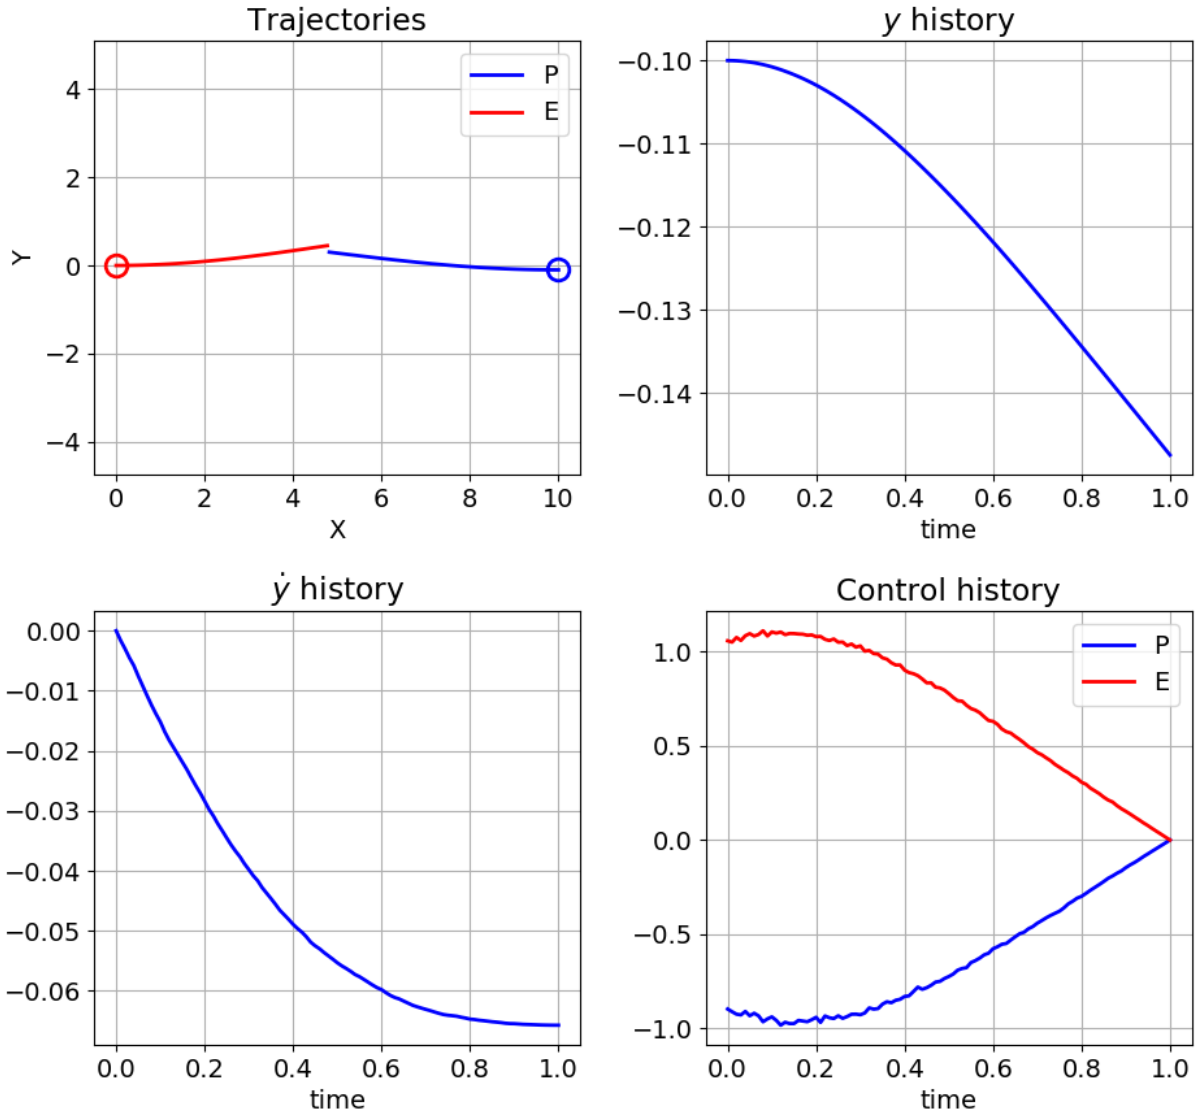 Trajectories
4
2
0
−2
−4
Y
P
E
0 2 4 6 8 10
X
y history
−0.10
−0.11
−0.12
−0.13
−0.14
0.0 0.2 0.4 0.6 0.8 1.0
time
ẏ history
0.00
−0.01
−0.02
−0.03
−0.04
−0.05
−0.06
0.0 0.2 0.4 0.6 0.8 1.0
time
Control history
1.0
0.5
0.0
−0.5
−1.0
P
E
0.0 0.2 0.4 0.6 0.8 1.0
time